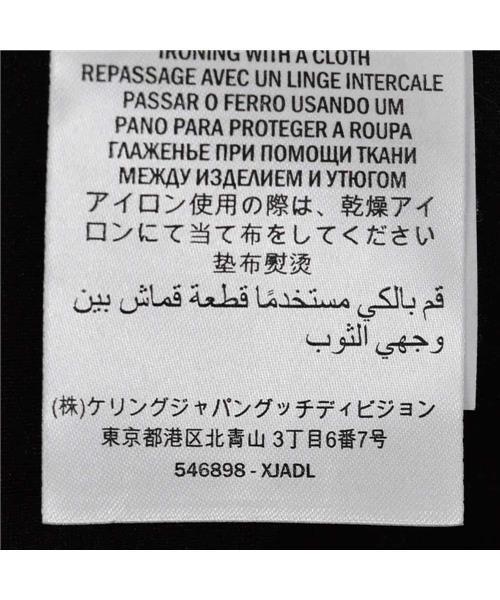 IRONING WITH A CLOTH
REPASSAGE AVEC UN LINGE INTERCALE
PASSAR O FERRO USANDO UM
PANO PARA PROTEGER A ROUPA
ГЛАЖЕНЬЕ ПРИ ПОМОЩИ ТКАНИ
МЕЖДУ ИЗДЕЛИЕМ И УТЮГОМ
アイロン使用の際は、乾燥アイ
ロンにて当て布をしてください
垫布熨烫
قم بالكي مستخدمًا قطعة قماش بين
وجهي الثوب
(株)ケリングジャパングッチディビジョン
東京都港区北青山 3丁目6番7号
546898 - XJADL